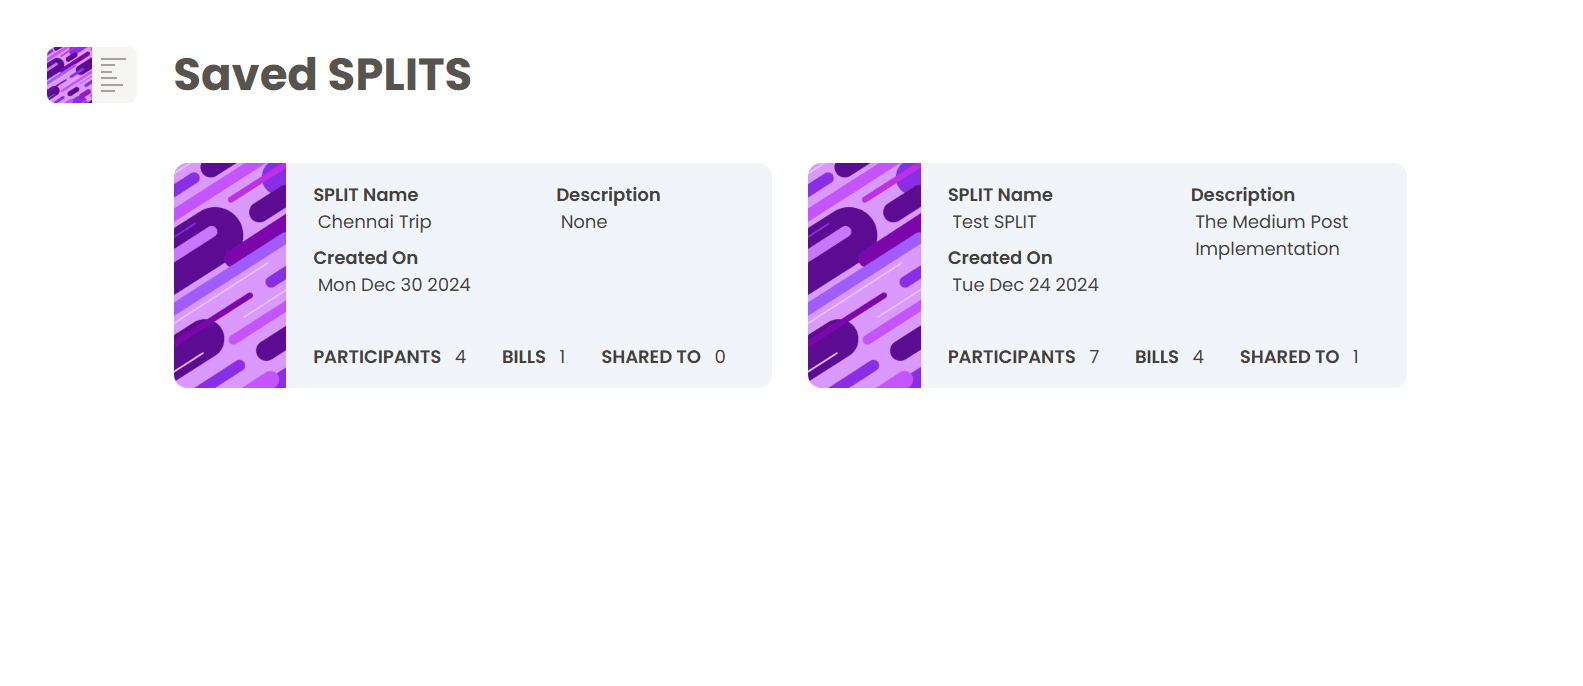 Saved SPLITS
SPLIT Name
Chennai Trip
Description
None
Created On
Mon Dec 30 2024
PARTICIPANTS 4 BILLS 1 SHARED TO 0
SPLIT Name
Test SPLIT
Description
The Medium Post
Implementation
Created On
Tue Dec 24 2024
PARTICIPANTS 7 BILLS 4 SHARED TO 1